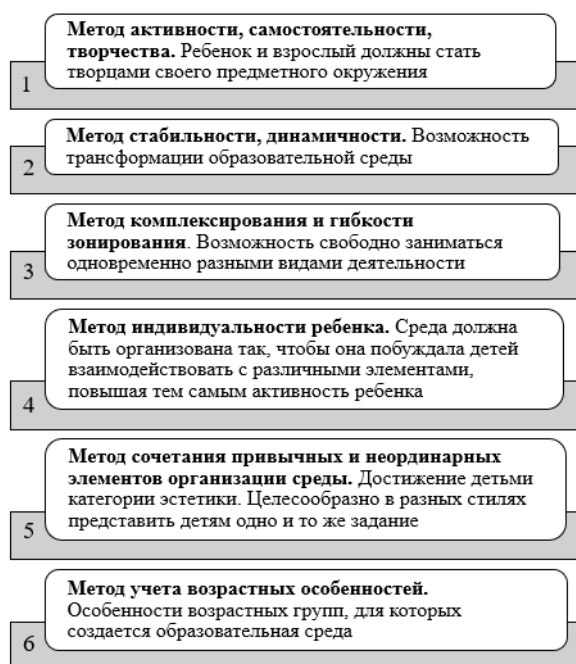 Метод активности, самостоятельности,
творчества. Ребенок и взрослый должны стать
творцами своего предметного окружения
1
Метод стабильности, динамичности. Возможность
трансформации образовательной среды
2
Метод комплексирования и гибкости
зонирования. Возможность свободно заниматься
одновременно разными видами деятельности
3
Метод индивидуальности ребенка. Среда должна
быть организована так, чтобы она побуждала детей
взаимодействовать с различными элементами,
повышая тем самым активность ребенка
4
Метод сочетания привычных и неординарных
элементов организации среды. Достижение детьми
категории эстетики. Целесообразно в разных стилях
представить детям одно и то же задание
5
Метод учета возрастных особенностей.
Особенности возрастных групп, для которых
создается образовательная среда
6